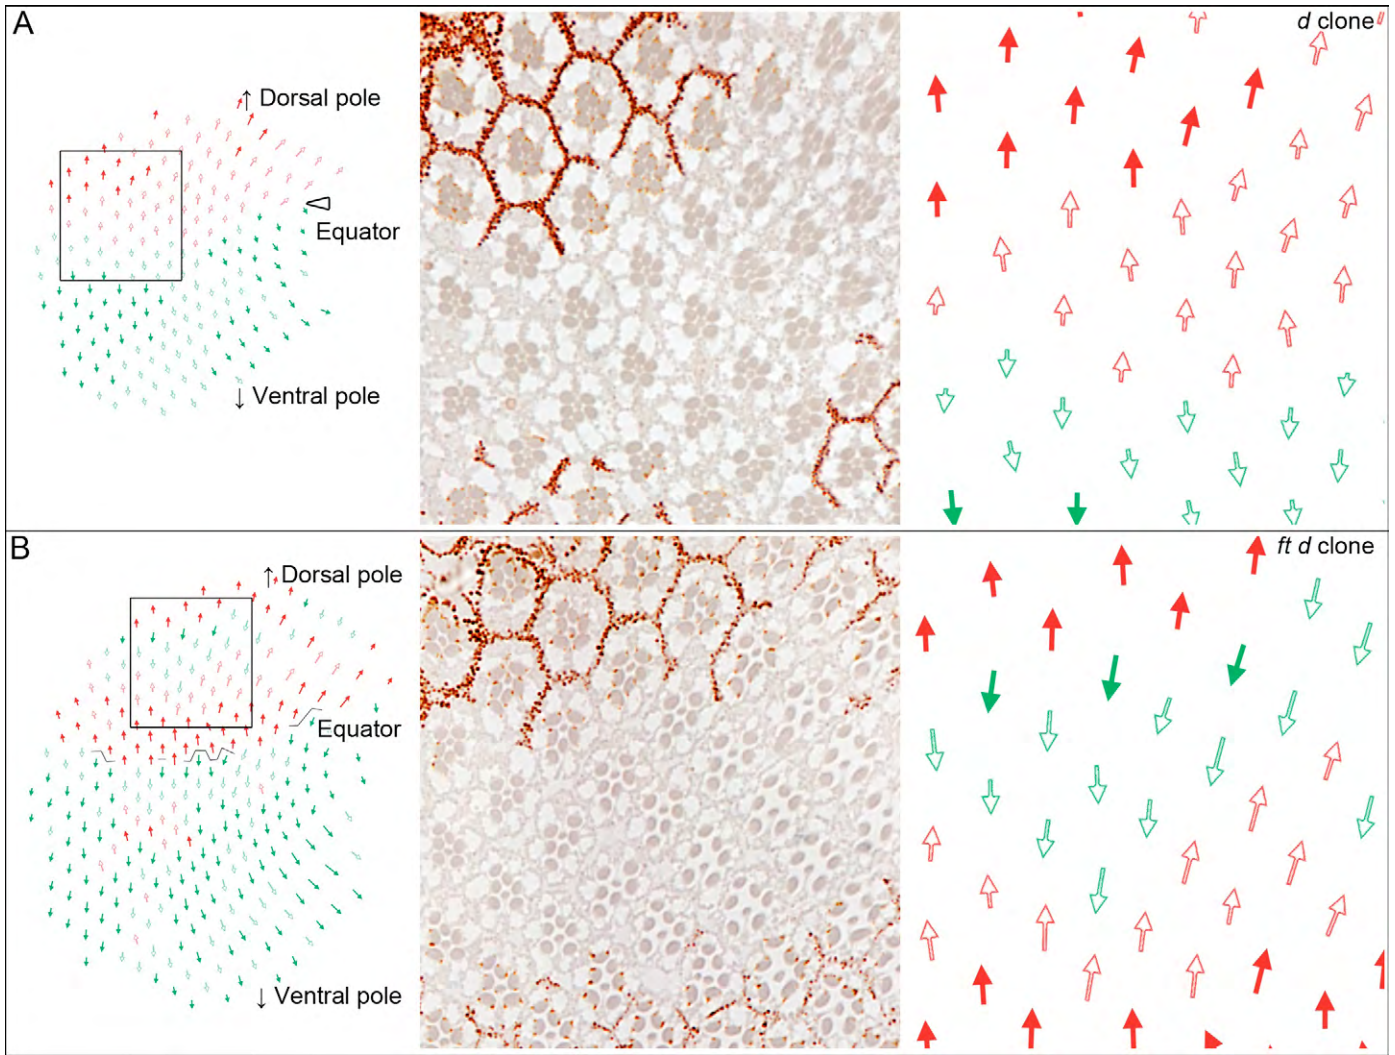 A
d clone
↑ Dorsal pole
Equator
↓ Ventral pole
B
ft d clone
↑ Dorsal pole
Equator
↓ Ventral pole